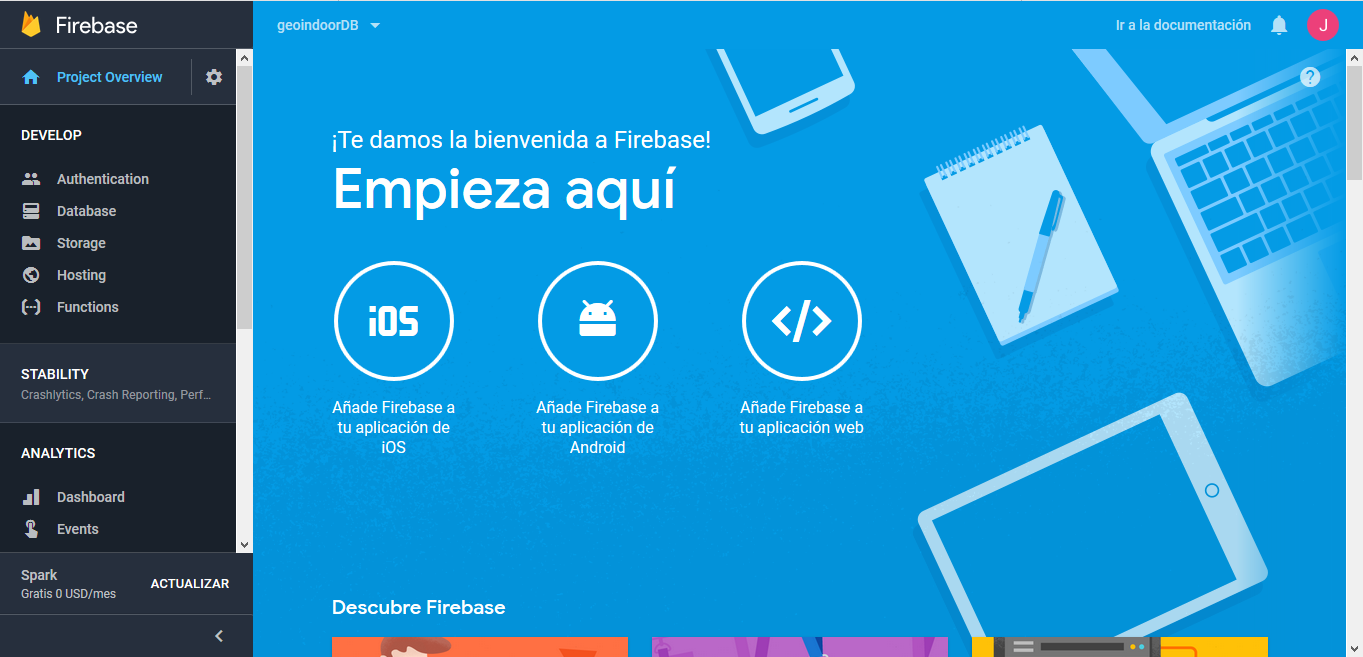 Firebase
geoindoorDB
Ir a la documentación
J
Project Overview
?
DEVELOP
Authentication
Database
Storage
Hosting
Functions
STABILITY
Crashlytics, Crash Reporting, Perf...
ANALYTICS
Dashboard
Events
Spark
Gratis 0 USD/mes
ACTUALIZAR
¡Te damos la bienvenida a Firebase!
Empieza aquí
iOS
Añade Firebase a
tu aplicación de
iOS
Añade Firebase a
tu aplicación de
Android
</>
Añade Firebase a
tu aplicación web
Descubre Firebase